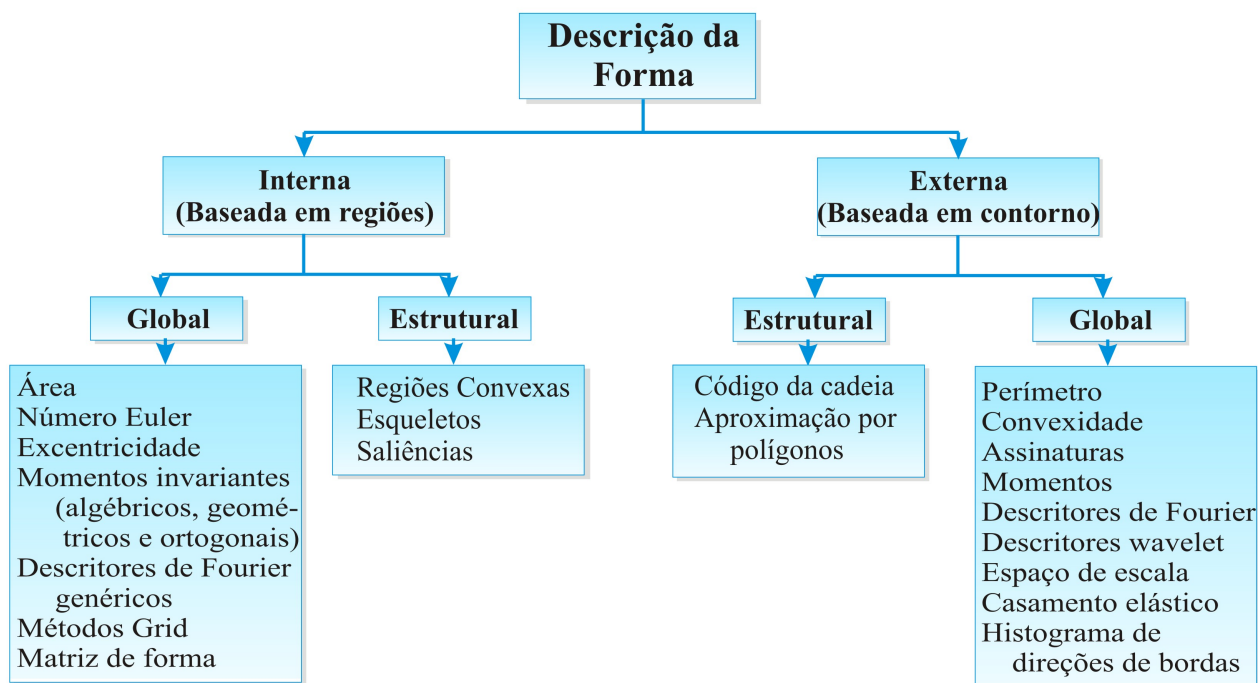 Descrição da
Forma
Interna
(Baseada em regiões)
Externa
(Baseada em contorno)
Global
Estrutural
Estrutural
Global
Área
Número Euler
Excentricidade
Momentos invariantes
(algébricos, geomé-
tricos e ortogonais)
Descritores de Fourier
genéricos
Métodos Grid
Matriz de forma
Regiões Convexas
Esqueletos
Saliências
Código da cadeia
Aproximação por
polígonos
Perímetro
Convexidade
Assinaturas
Momentos
Descritores de Fourier
Descritores wavelet
Espaço de escala
Casamento elástico
Histograma de
direções de bordas